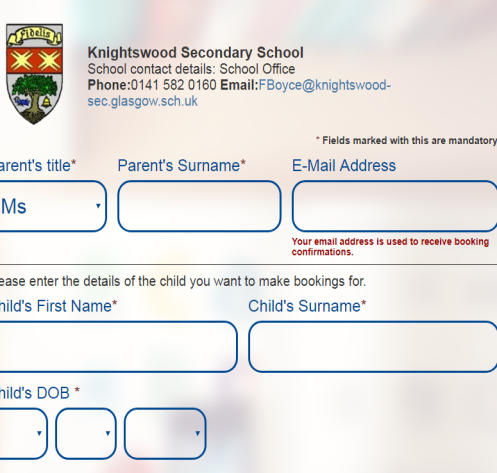 Fidelis
Knightswood Secondary School
School contact details: School Office
Phone:0141 582 0160 Email:FBoyce@knightswood-
sec.glasgow.sch.uk
* Fields marked with this are mandatory
arent's title* Parent's Surname* E-Mail Address
Ms
Your email address is used to receive booking
confirmations.
ease enter the details of the child you want to make bookings for.
hild's First Name* Child's Surname*
hild's DOB *